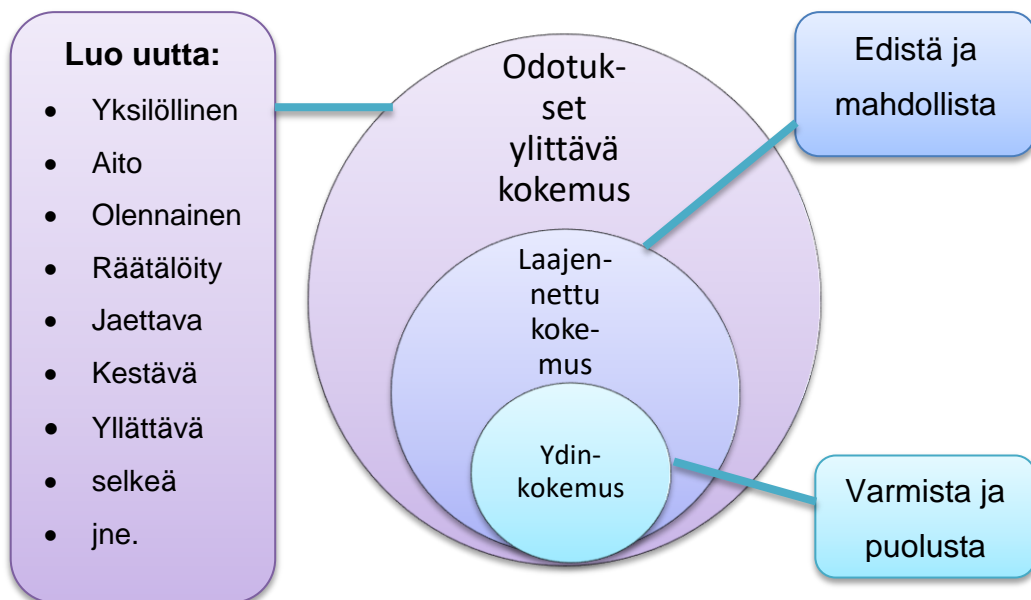 Luo uutta:
• Yksilöllinen
• Aito
• Olennainen
• Räätälöity
• Jaettava
• Kestävä
• Yllättävä
• selkeä
• jne.
Odotuk-
set
ylittävä
kokemus
Laajen-
nettu
koke-
mus
Ydin-
kokemus
Edistä ja
mahdollista
Varmista ja
puolusta